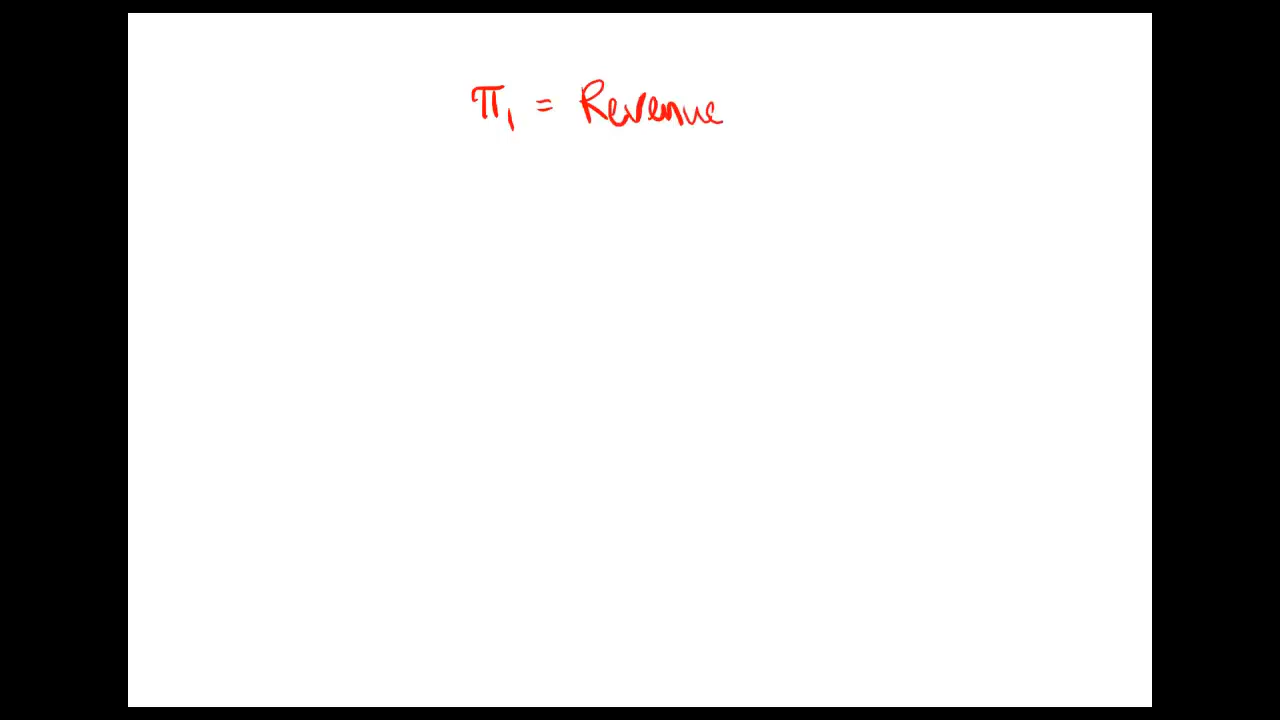 π₁ = Revenue